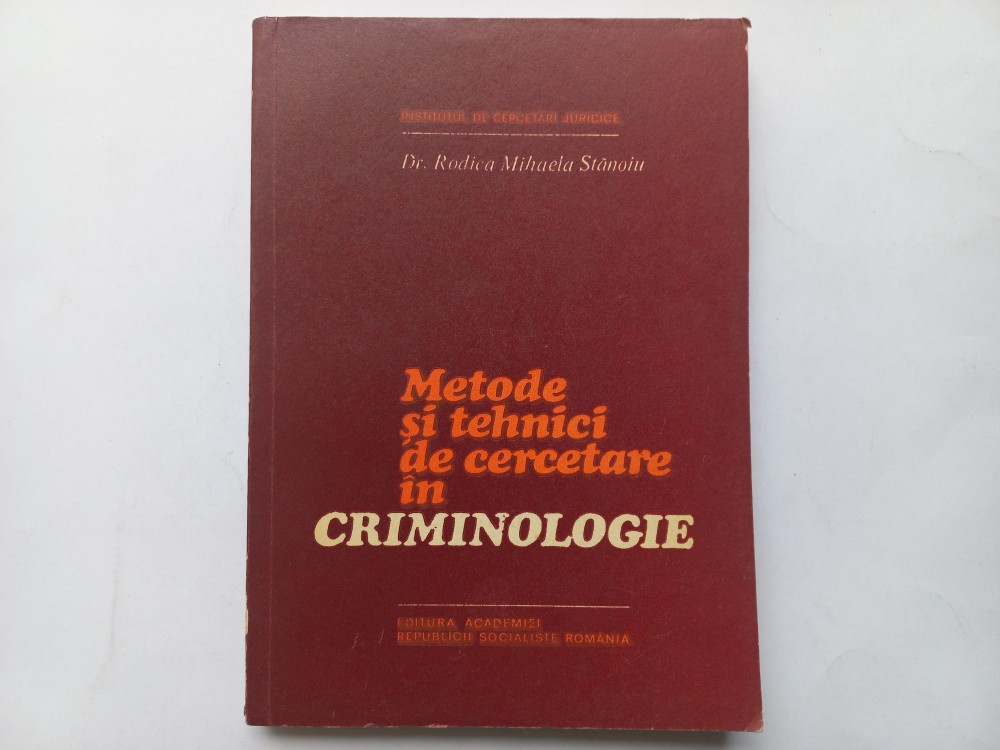 INSTITUTUL DE CERCETĂRI JURIDICE
Dr. Rodica Mihaela Stănoiu
Metode
și tehnici
de cercetare
în
CRIMINOLOGIE
EDITURA ACADEMIEI
REPUBLICII SOCIALISTE ROMÂNIA